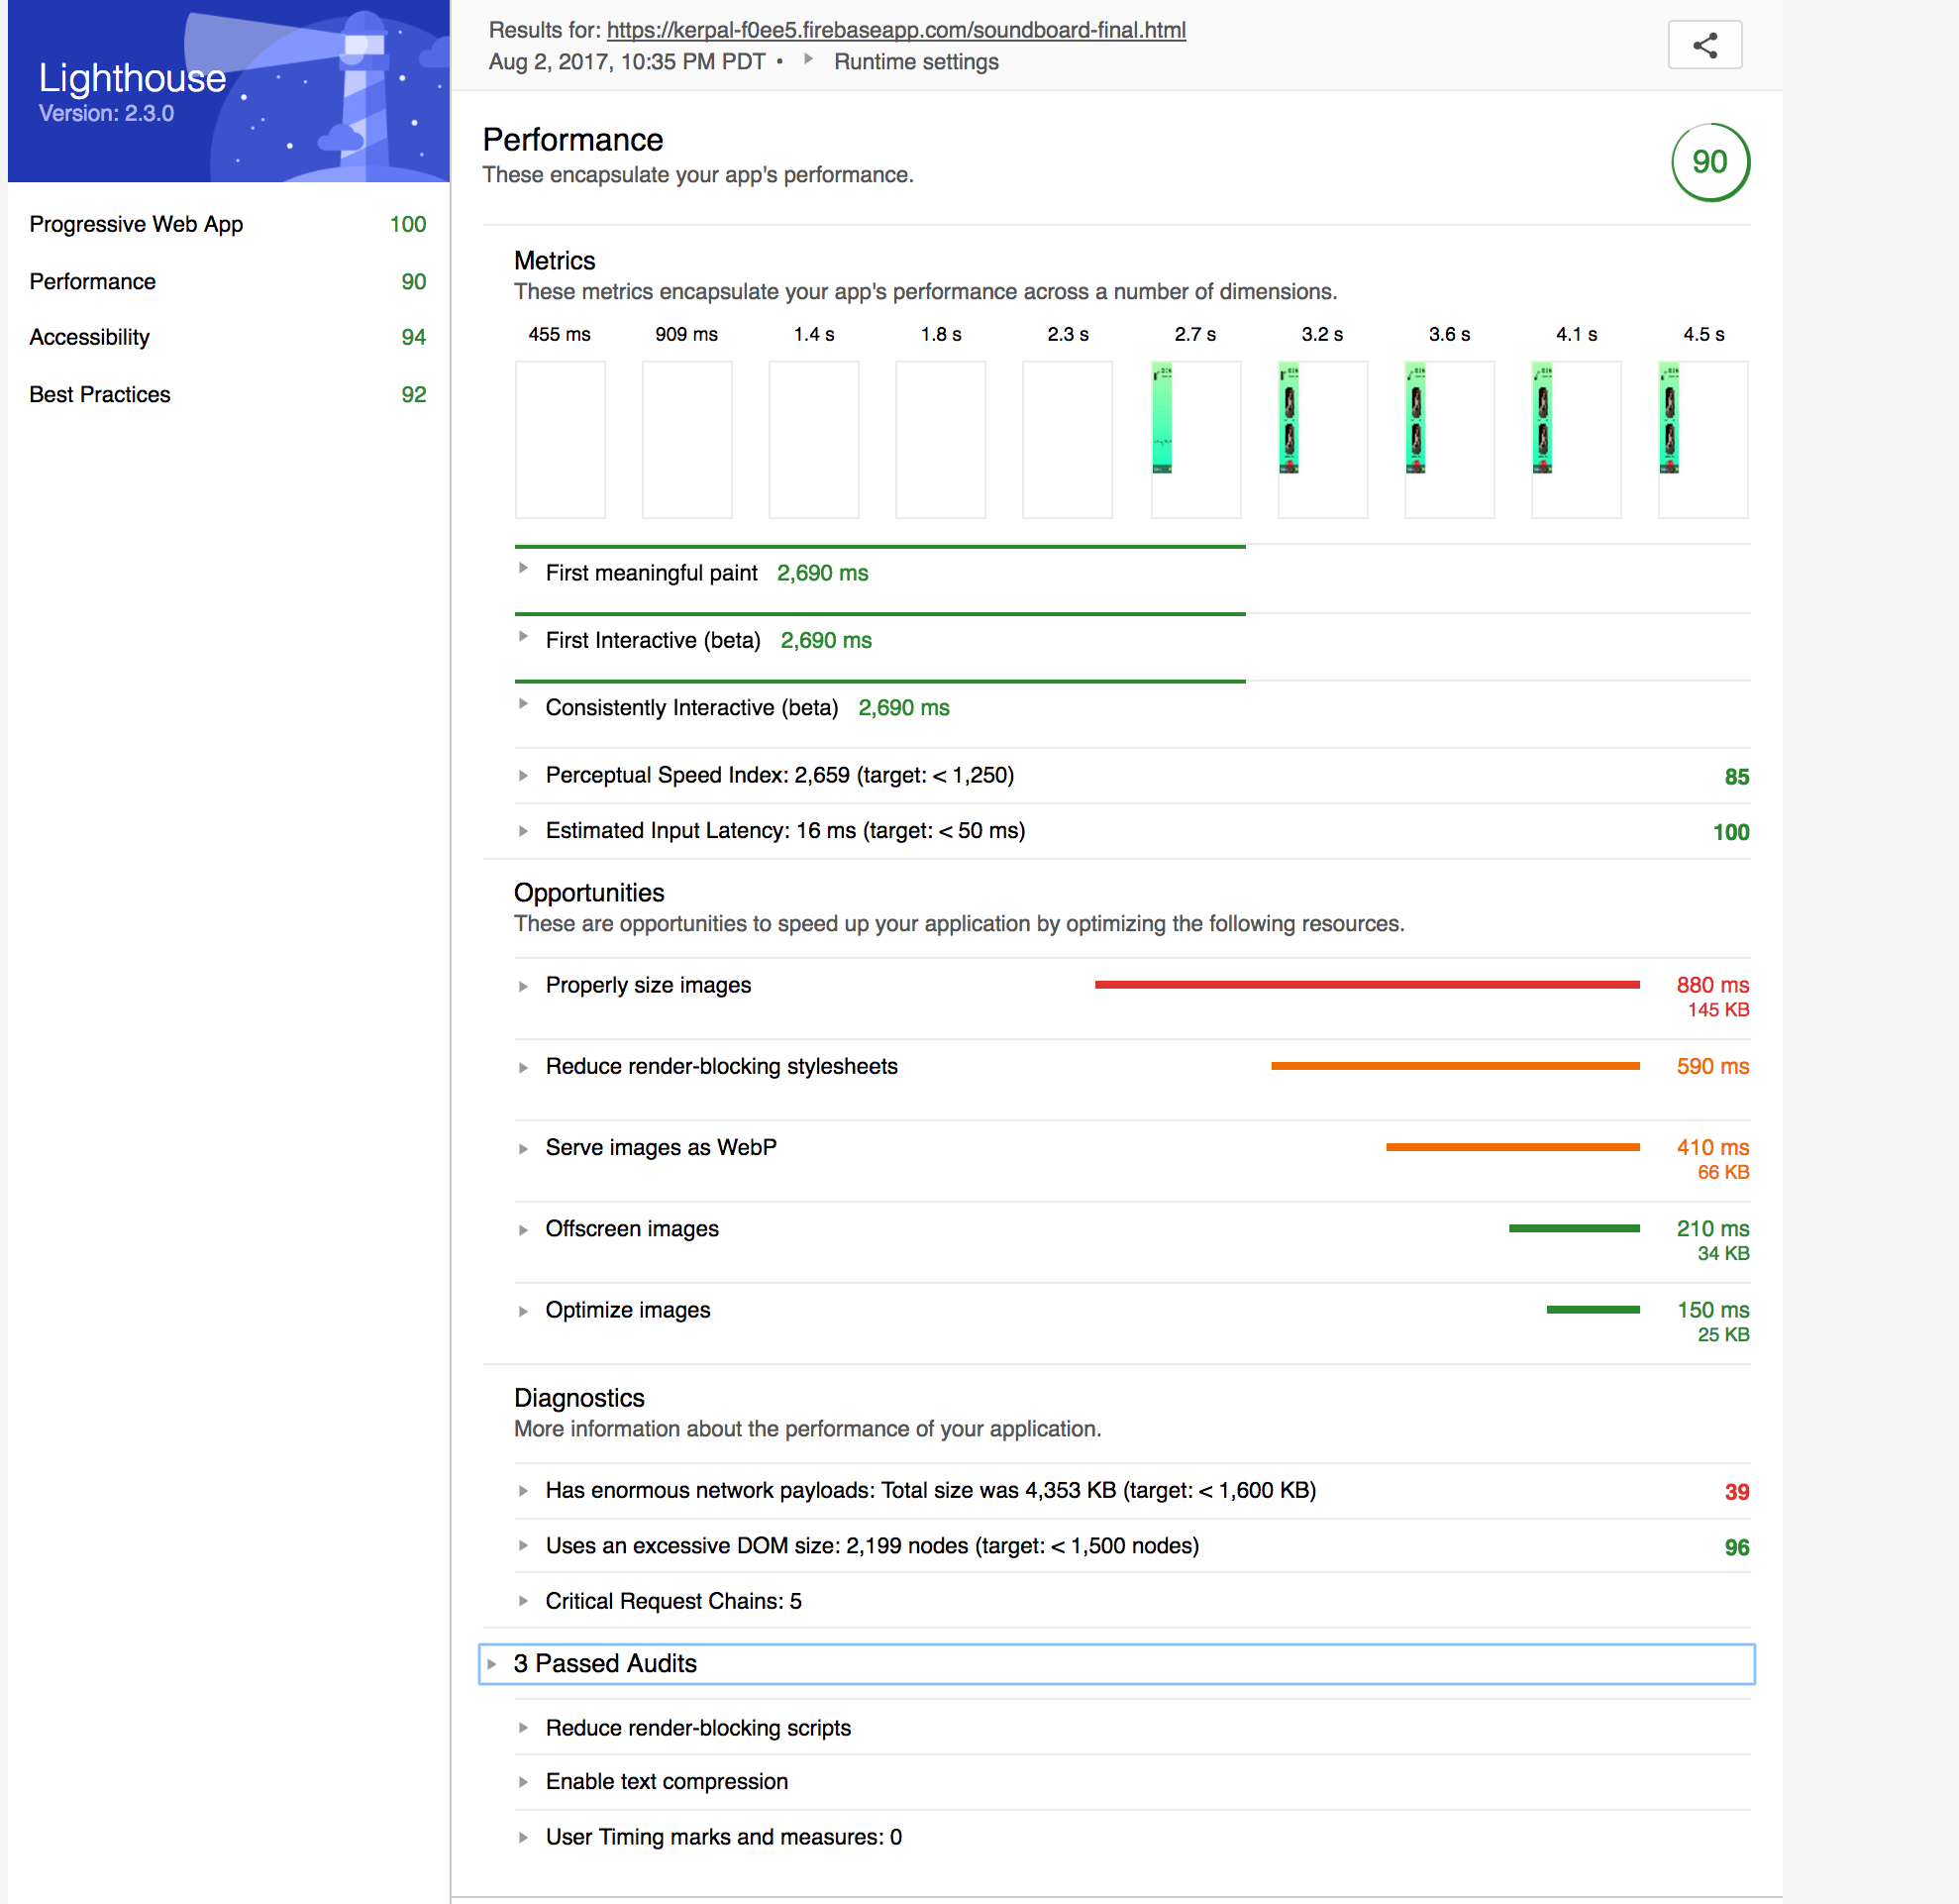 Lighthouse
Version: 2.3.0
Progressive Web App 100
Performance 90
Accessibility 94
Best Practices 92
Results for: https://kerpal-f0ee5.firebaseapp.com/soundboard-final.html
Aug 2, 2017, 10:35 PM PDT • Runtime settings
Performance
These encapsulate your app's performance.
90
Metrics
These metrics encapsulate your app's performance across a number of dimensions.
455 ms 909 ms 1.4 s 1.8 s 2.3 s 2.7 s 3.2 s 3.6 s 4.1 s 4.5 s
First meaningful paint 2,690 ms
First Interactive (beta) 2,690 ms
Consistently Interactive (beta) 2,690 ms
Perceptual Speed Index: 2,659 (target: < 1,250) 85
Estimated Input Latency: 16 ms (target: < 50 ms) 100
Opportunities
These are opportunities to speed up your application by optimizing the following resources.
Properly size images 880 ms
145 KB
Reduce render-blocking stylesheets 590 ms
Serve images as WebP 410 ms
66 KB
Offscreen images 210 ms
34 KB
Optimize images 150 ms
25 KB
Diagnostics
More information about the performance of your application.
Has enormous network payloads: Total size was 4,353 KB (target: < 1,600 KB) 39
Uses an excessive DOM size: 2,199 nodes (target: < 1,500 nodes) 96
Critical Request Chains: 5
3 Passed Audits
Reduce render-blocking scripts
Enable text compression
User Timing marks and measures: 0